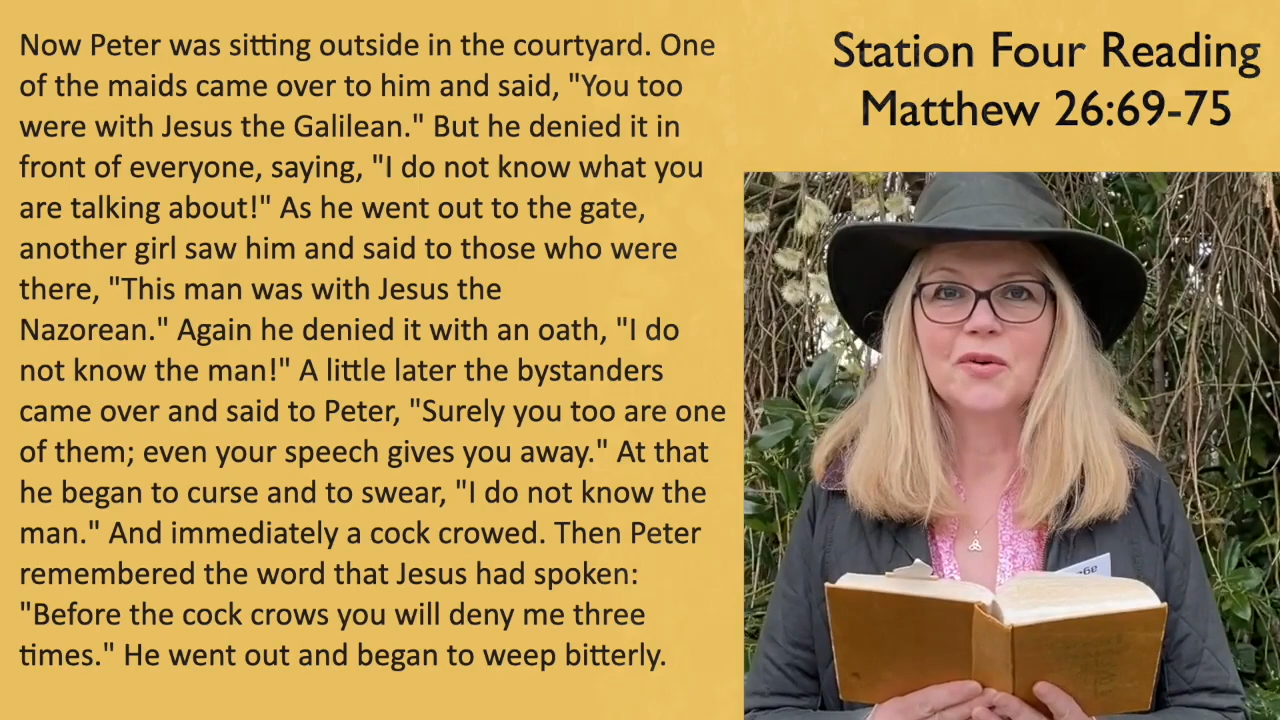 Now Peter was sitting outside in the courtyard. One
of the maids came over to him and said, "You too
were with Jesus the Galilean." But he denied it in
front of everyone, saying, "I do not know what you
are talking about!" As he went out to the gate,
another girl saw him and said to those who were
there, "This man was with Jesus the
Nazorean." Again he denied it with an oath, "I do
not know the man!" A little later the bystanders
came over and said to Peter, "Surely you too are one
of them; even your speech gives you away." At that
he began to curse and to swear, "I do not know the
man." And immediately a cock crowed. Then Peter
remembered the word that Jesus had spoken:
"Before the cock crows you will deny me three
times." He went out and began to weep bitterly.
Station Four Reading
Matthew 26:69-75